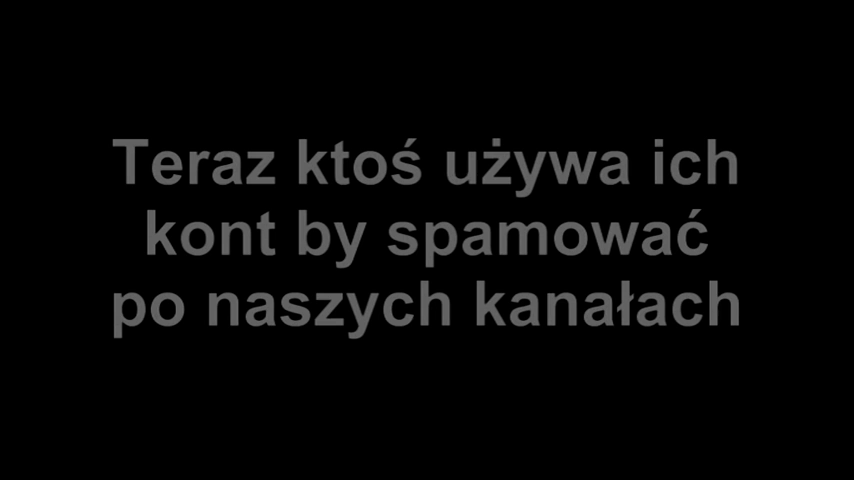 Teraz ktoś używa ich
kont by spamować
po naszych kanałach